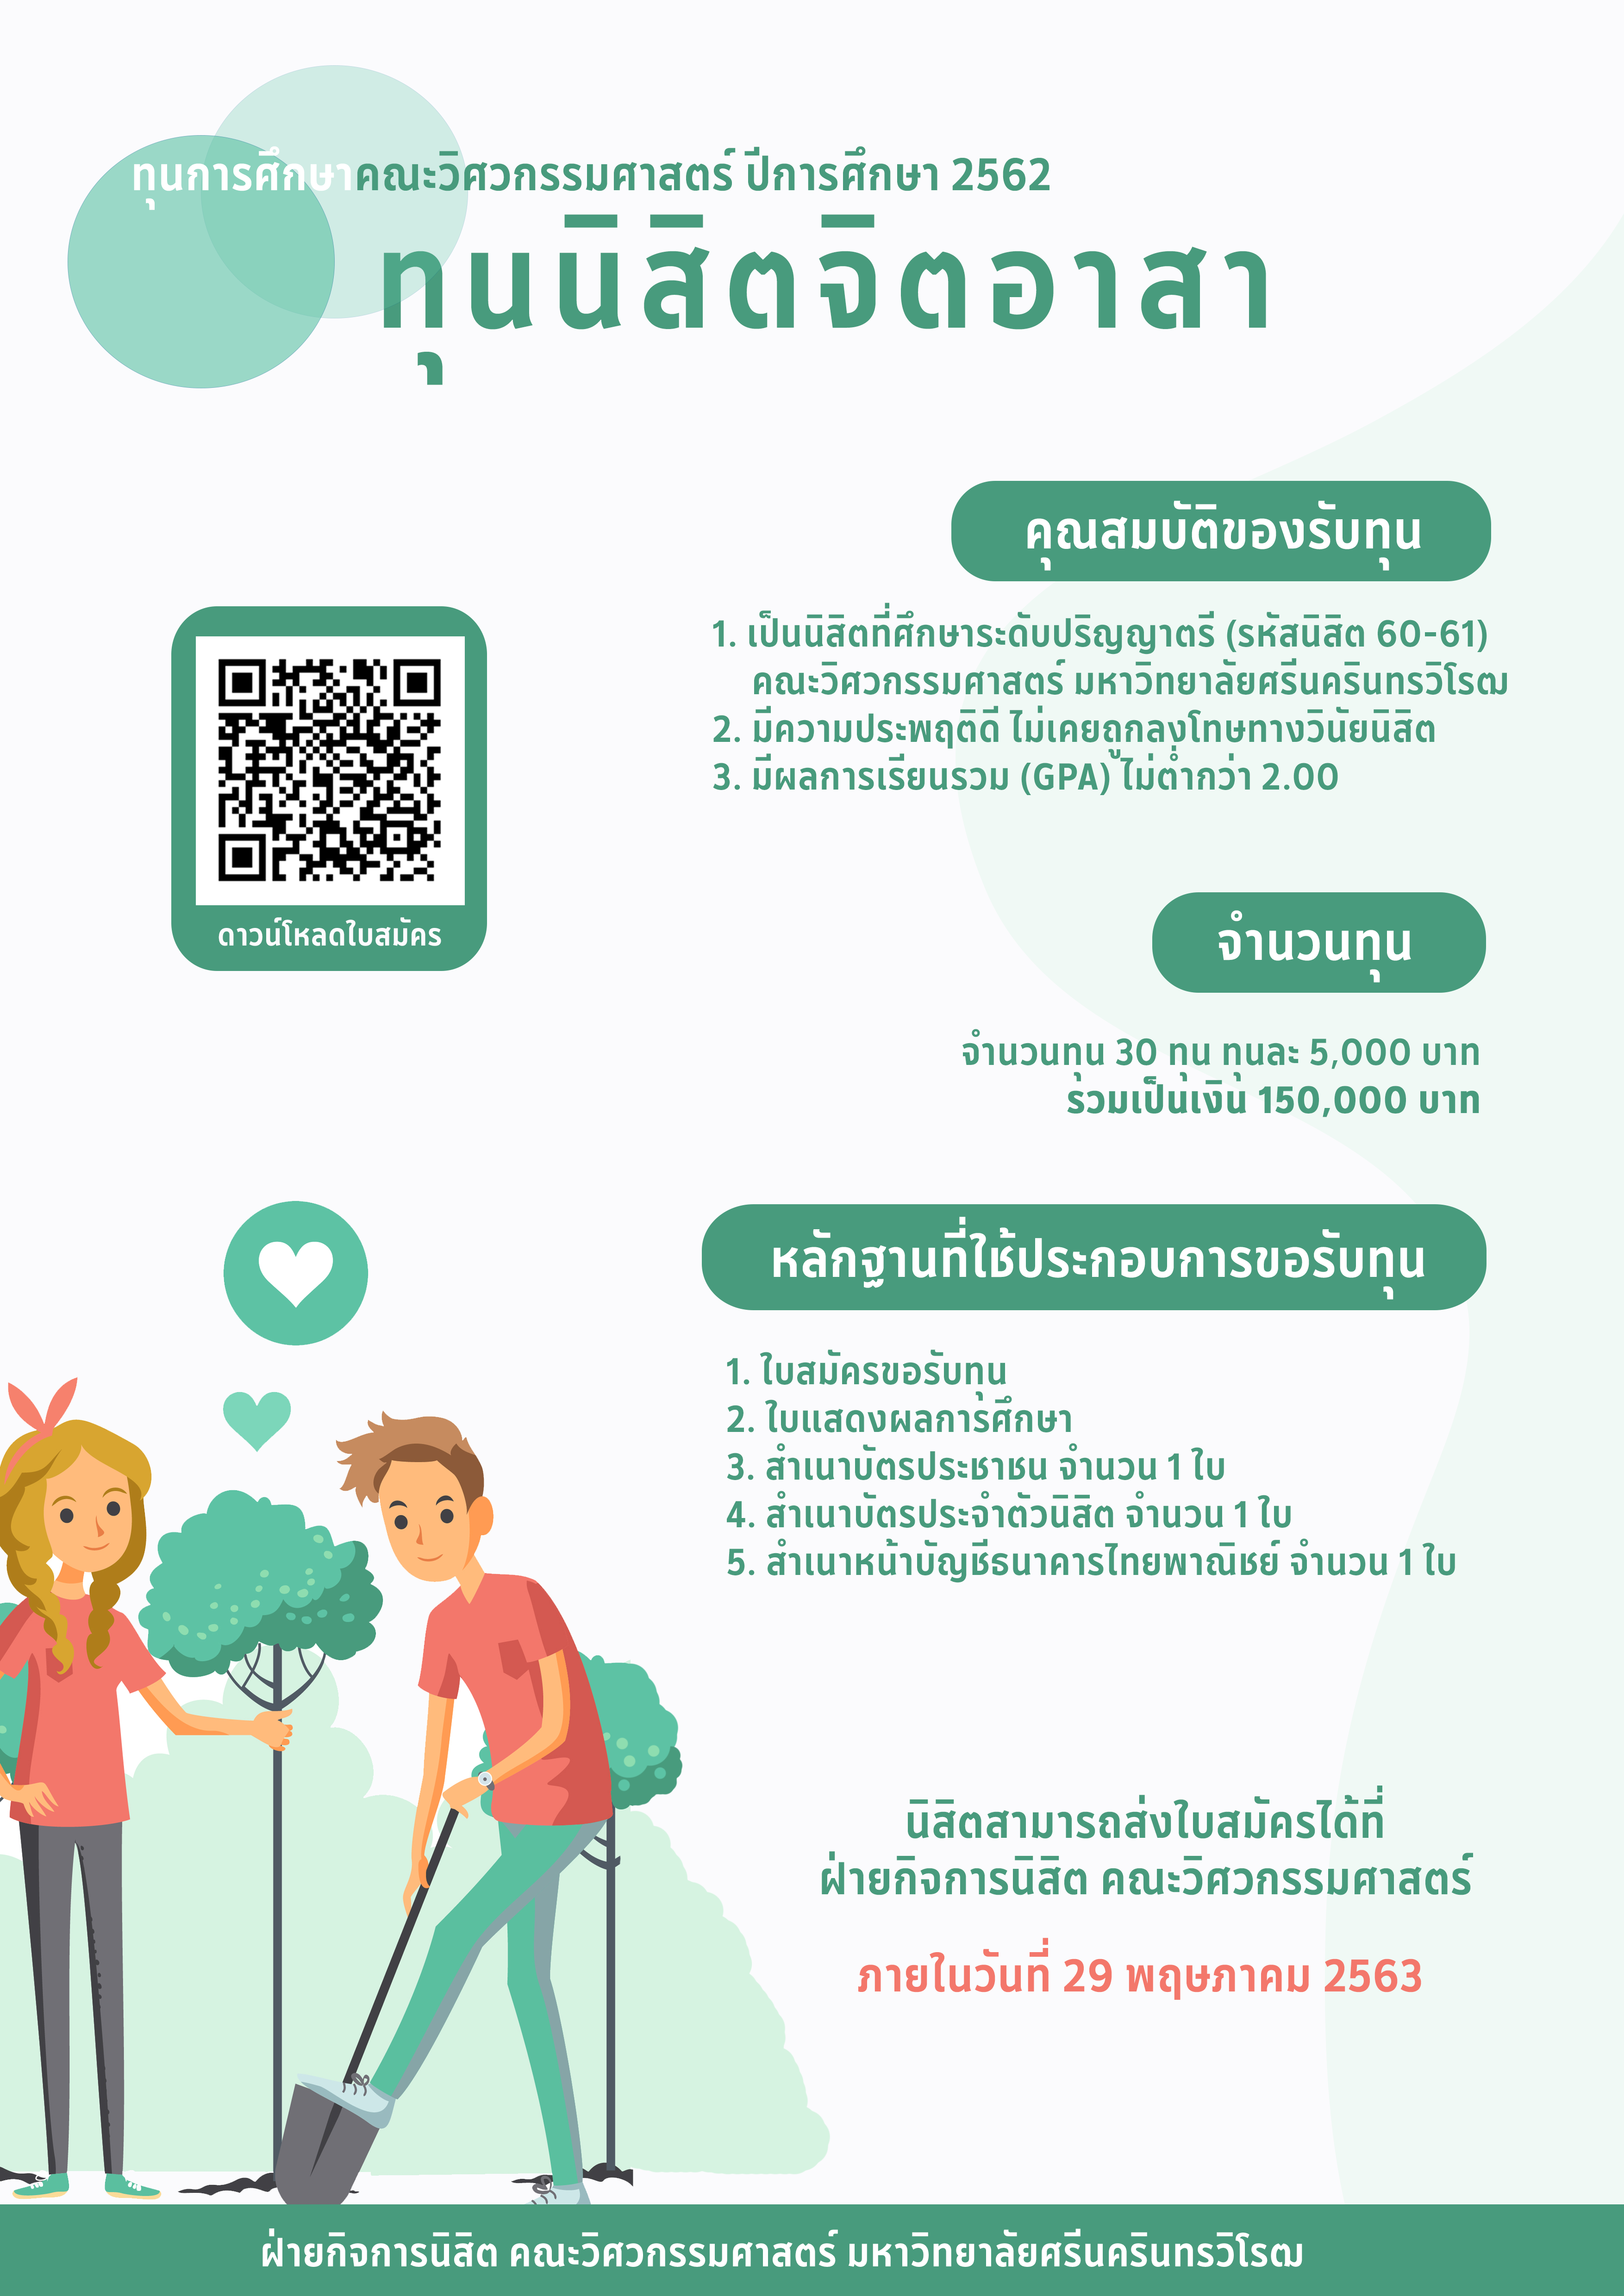 ทุนการศึกษาคณะวิศวกรรมศาสตร์ ปีการศึกษา 2562
ทุนนิสิตจิตอาสา
คุณสมบัติของรับทุน
1. เป็นนิสิตที่ศึกษาระดับปริญญาตรี (รหัสนิสิต 60-61)
คณะวิศวกรรมศาสตร์ มหาวิทยาลัยศรีนครินทรวิโรฒ
2. มีความประพฤติดี ไม่เคยถูกลงโทษทางวินัยนิสิต
3. มีผลการเรียนรวม (GPA) ไม่ต่ำกว่า 2.00
ดาวน์โหลดใบสมัคร
จำนวนทุน
จำนวนทุน 30 ทุน ทุนละ 5,000 บาท
รวมเป็นเงิน 150,000 บาท
หลักฐานที่ใช้ประกอบการขอรับทุน
1. ใบสมัครขอรับทุน
2. ใบแสดงผลการศึกษา
3. สำเนาบัตรประชาชน จำนวน 1 ใบ
4. สำเนาบัตรประจำตัวนิสิต จำนวน 1 ใบ
5. สำเนาหน้าบัญชีธนาคารไทยพาณิชย์ จำนวน 1 ใบ
นิสิตสามารถส่งใบสมัครได้ที่
ฝ่ายกิจการนิสิต คณะวิศวกรรมศาสตร์
ภายในวันที่ 29 พฤษภาคม 2563
ฝ่ายกิจการนิสิต คณะวิศวกรรมศาสตร์ มหาวิทยาลัยศรีนครินทรวิโรฒ